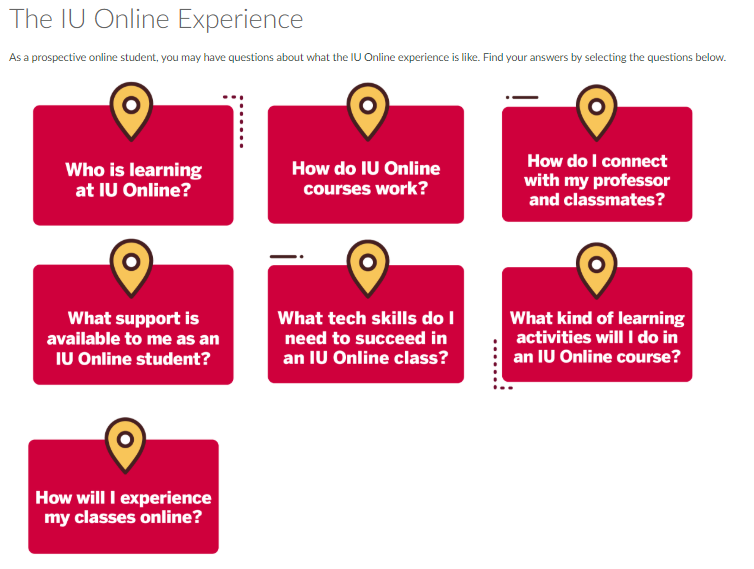 The IU Online Experience
As a prospective online student, you may have questions about what the IU Online experience is like. Find your answers by selecting the questions below.
Who is learning
at IU Online?
How do IU Online
courses work?
How do I connect
with my professor
and classmates?
What support is
available to me as an
IU Online student?
What tech skills do I
need to succeed in
an IU Online class?
What kind of learning
activities will I do in
an IU Online course?
How will I experience
my classes online?